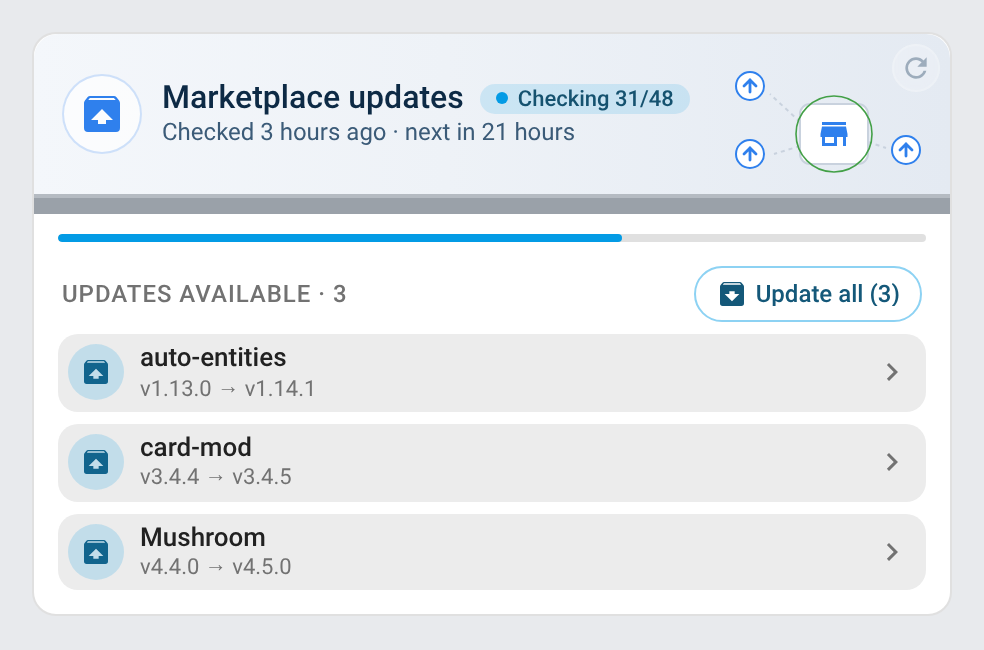 Marketplace updates
Checking 31/48
Checked 3 hours ago · next in 21 hours
UPDATES AVAILABLE · 3
Update all (3)
auto-entities
v1.13.0 → v1.14.1
card-mod
v3.4.4 → v3.4.5
Mushroom
v4.4.0 → v4.5.0